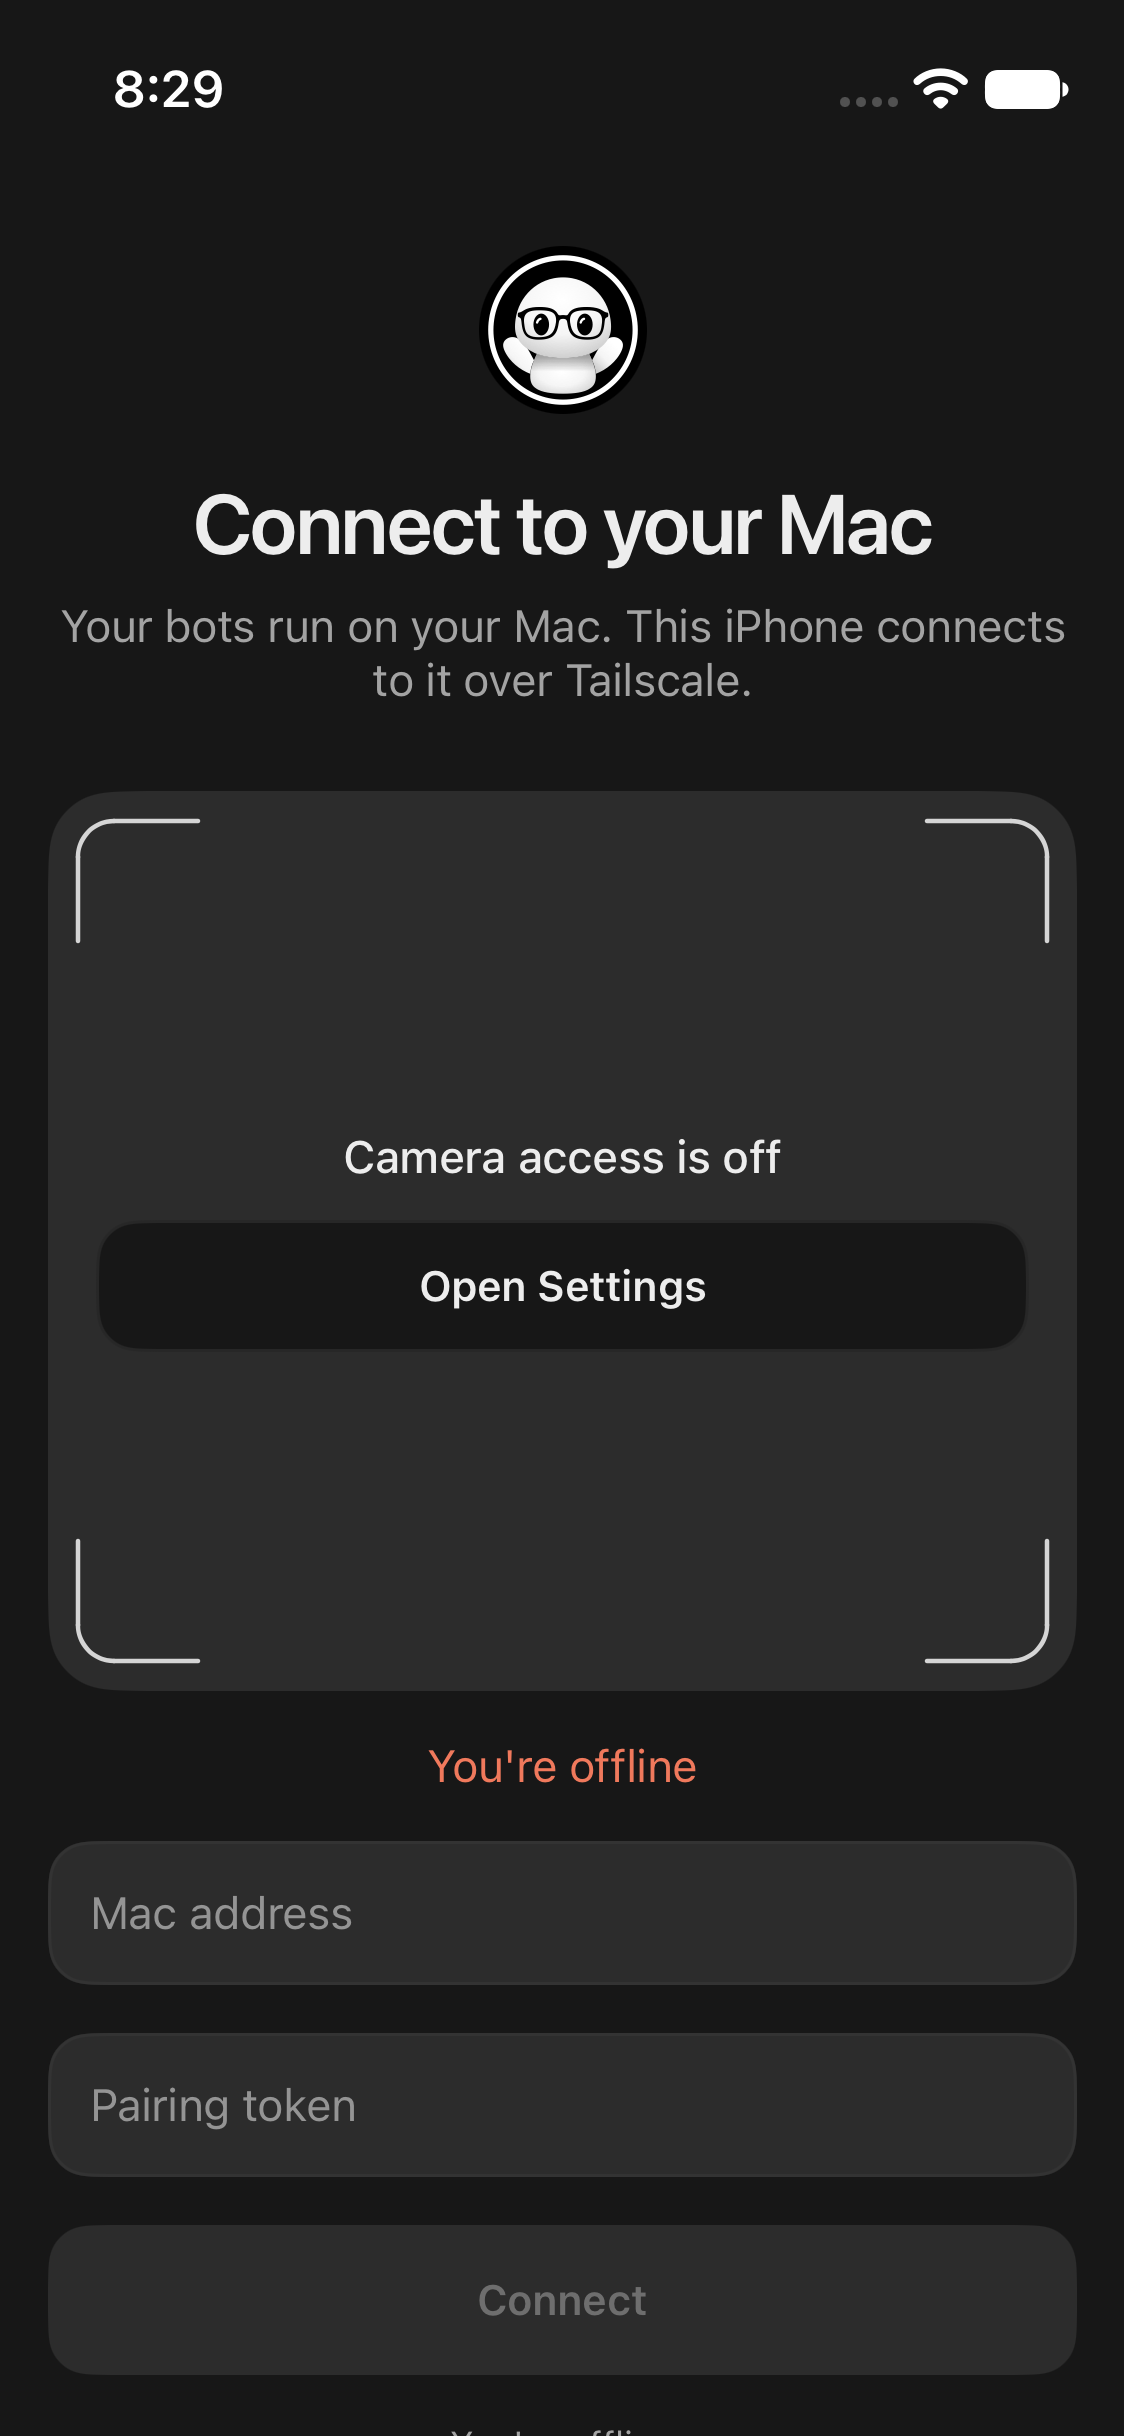 8:29
Connect to your Mac
Your bots run on your Mac. This iPhone connects
to it over Tailscale.
Camera access is off
Open Settings
You're offline
Mac address
Pairing token
Connect